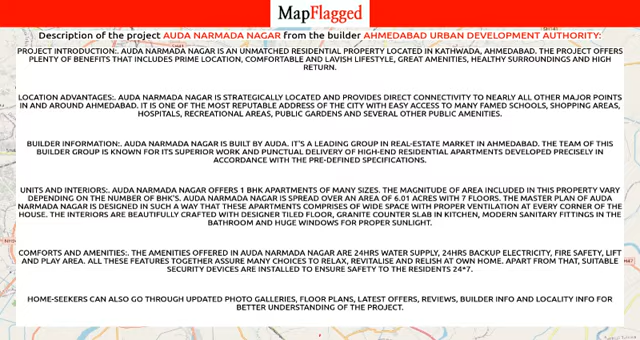 MapFlagged
Description of the project AUDA NARMADA NAGAR from the builder AHMEDABAD URBAN DEVELOPMENT AUTHORITY:
PROJECT INTRODUCTION:. AUDA NARMADA NAGAR IS AN UNMATCHED RESIDENTIAL PROPERTY LOCATED IN KATHWADA, AHMEDABAD. THE PROJECT OFFERS
PLENTY OF BENEFITS THAT INCLUDES PRIME LOCATION, COMFORTABLE AND LAVISH LIFESTYLE, GREAT AMENITIES, HEALTHY SURROUNDINGS AND HIGH
RETURN.
LOCATION ADVANTAGES:. AUDA NARMADA NAGAR IS STRATEGICALLY LOCATED AND PROVIDES DIRECT CONNECTIVITY TO NEARLY ALL OTHER MAJOR POINTS
IN AND AROUND AHMEDABAD. IT IS ONE OF THE MOST REPUTABLE ADDRESS OF THE CITY WITH EASY ACCESS TO MANY FAMED SCHOOLS, SHOPPING AREAS,
HOSPITALS, RECREATIONAL AREAS, PUBLIC GARDENS AND SEVERAL OTHER PUBLIC AMENITIES.
BUILDER INFORMATION:. AUDA NARMADA NAGAR IS BUILT BY AUDA. IT'S A LEADING GROUP IN REAL-ESTATE MARKET IN AHMEDABAD. THE TEAM OF THIS
BUILDER GROUP IS KNOWN FOR ITS SUPERIOR WORK AND PUNCTUAL DELIVERY OF HIGH-END RESIDENTIAL APARTMENTS DEVELOPED PRECISELY IN
ACCORDANCE WITH THE PRE-DEFINED SPECIFICATIONS.
UNITS AND INTERIORS:. AUDA NARMADA NAGAR OFFERS 1 BHK APARTMENTS OF MANY SIZES. THE MAGNITUDE OF AREA INCLUDED IN THIS PROPERTY VARY
DEPENDING ON THE NUMBER OF BHK'S. AUDA NARMADA NAGAR IS SPREAD OVER AN AREA OF 6.01 ARCES WITH 7 FLOORS. THE MASTER PLAN OF AUDA
NARMADA NAGAR IS DESIGNED IN SUCH A WAY THAT THESE APARTMENTS COMPRISES OF WIDE SPACE WITH PROPER VENTILATION AT EVERY CORNER OF THE
HOUSE. THE INTERIORS ARE BEAUTIFULLY CRAFTED WITH DESIGNER TILED FLOOR, GRANITE COUNTER SLAB IN KITCHEN, MODERN SANITARY FITTINGS IN THE
BATHROOM AND HUGE WINDOWS FOR PROPER SUNLIGHT.
COMFORTS AND AMENITIES:. THE AMENITIES OFFERED IN AUDA NARMADA NAGAR ARE 24HRS WATER SUPPLY, 24HRS BACKUP ELECTRICITY, FIRE SAFETY, LIFT
AND PLAY AREA. ALL THESE FEATURES TOGETHER ASSURE MANY CHOICES TO RELAX, REVITALISE AND RELISH AT OWN HOME. APART FROM THAT, SUITABLE
SECURITY DEVICES ARE INSTALLED TO ENSURE SAFETY TO THE RESIDENTS 24*7.
HOME-SEEKERS CAN ALSO GO THROUGH UPDATED PHOTO GALLERIES, FLOOR PLANS, LATEST OFFERS, REVIEWS, BUILDER INFO AND LOCALITY INFO FOR
BETTER UNDERSTANDING OF THE PROJECT.